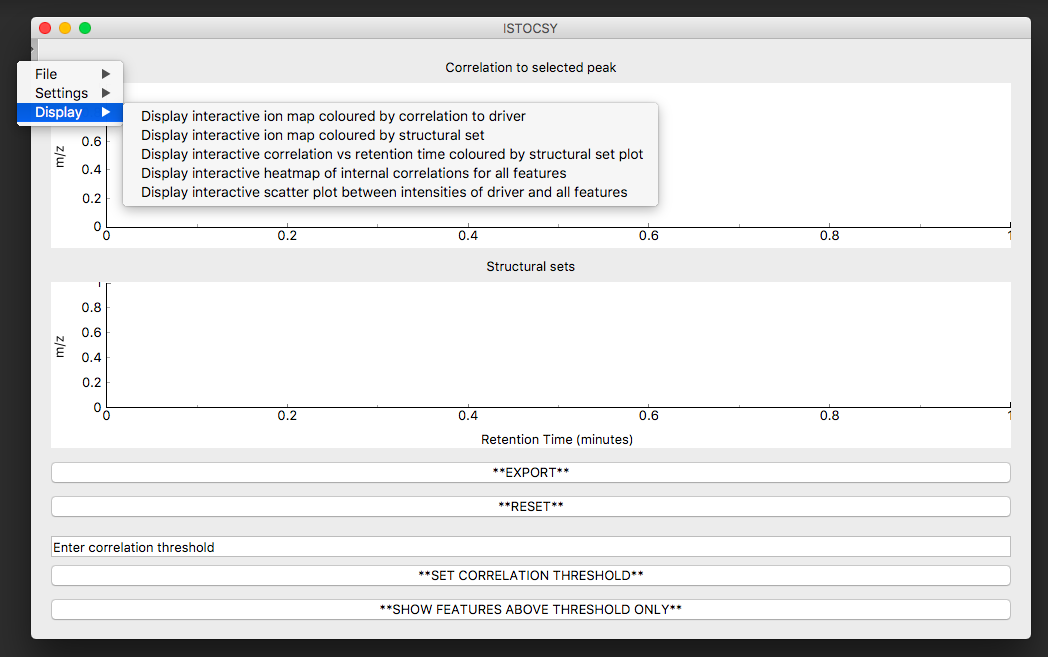 ISTOCSY
Correlation to selected peak
File
Settings
Display
Display interactive ion map coloured by correlation to driver
Display interactive ion map coloured by structural set
Display interactive correlation vs retention time coloured by structural set plot
Display interactive heatmap of internal correlations for all features
Display interactive scatter plot between intensities of driver and all features
m/z
0.6
0.4
0.2
0
0 0.2 0.4 0.6 0.8 1
Structural sets
m/z
1
0.8
0.6
0.4
0.2
0
0 0.2 0.4 0.6 0.8 1
Retention Time (minutes)
**EXPORT**
**RESET**
Enter correlation threshold
**SET CORRELATION THRESHOLD**
**SHOW FEATURES ABOVE THRESHOLD ONLY**